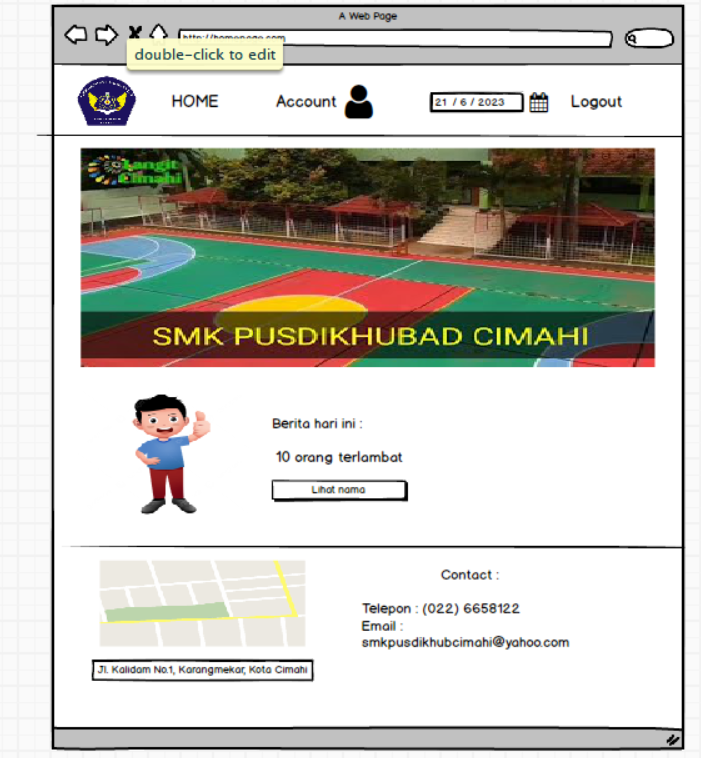 A Web Page
http://homepage.com
double-click to edit
HOME
Account
21 / 6 / 2023
Logout
Langit
Cimahi
SMK PUSDIKHUBAD CIMAHI
Berita hari ini :
10 orang terlambat
Lihat nama
Contact :
Telepon : (022) 6658122
Email :
smkpusdikhubcimahi@yahoo.com
Jl. Kalidam No.1, Karangmekar, Kota Cimahi